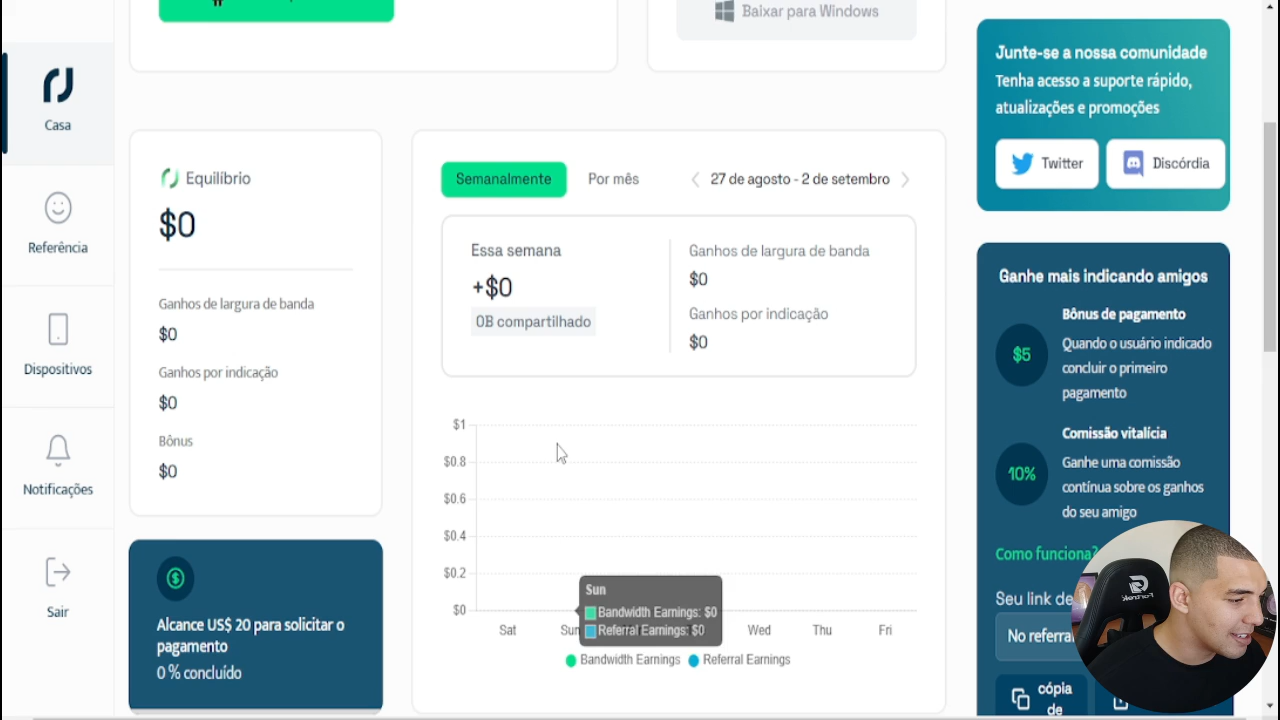 Baixar para Windows
Casa
Referência
Dispositivos
Notificações
Sair
Equilíbrio
$0
Ganhos de largura de banda
$0
Ganhos por indicação
$0
Bônus
$0
Alcance US$ 20 para solicitar o
pagamento
0 % concluído
Semanalmente
Por mês
27 de agosto - 2 de setembro
Essa semana
+$0
0B compartilhado
Ganhos de largura de banda
$0
Ganhos por indicação
$0
$1
$0.8
$0.6
$0.4
$0.2
$0
Sun
Bandwidth Earnings: $0
Referral Earnings: $0
Sat
Sun
Wed
Thu
Fri
Bandwidth Earnings
Referral Earnings
Junte-se a nossa comunidade
Tenha acesso a suporte rápido,
atualizações e promoções
Twitter
Discórdia
Ganhe mais indicando amigos
$5
Bônus de pagamento
Quando o usuário indicado
concluir o primeiro
pagamento
10%
Comissão vitalícia
Ganhe uma comissão
contínua sobre os ganhos
do seu amigo
Como funciona?
Seu link de
No referra
cópia
de